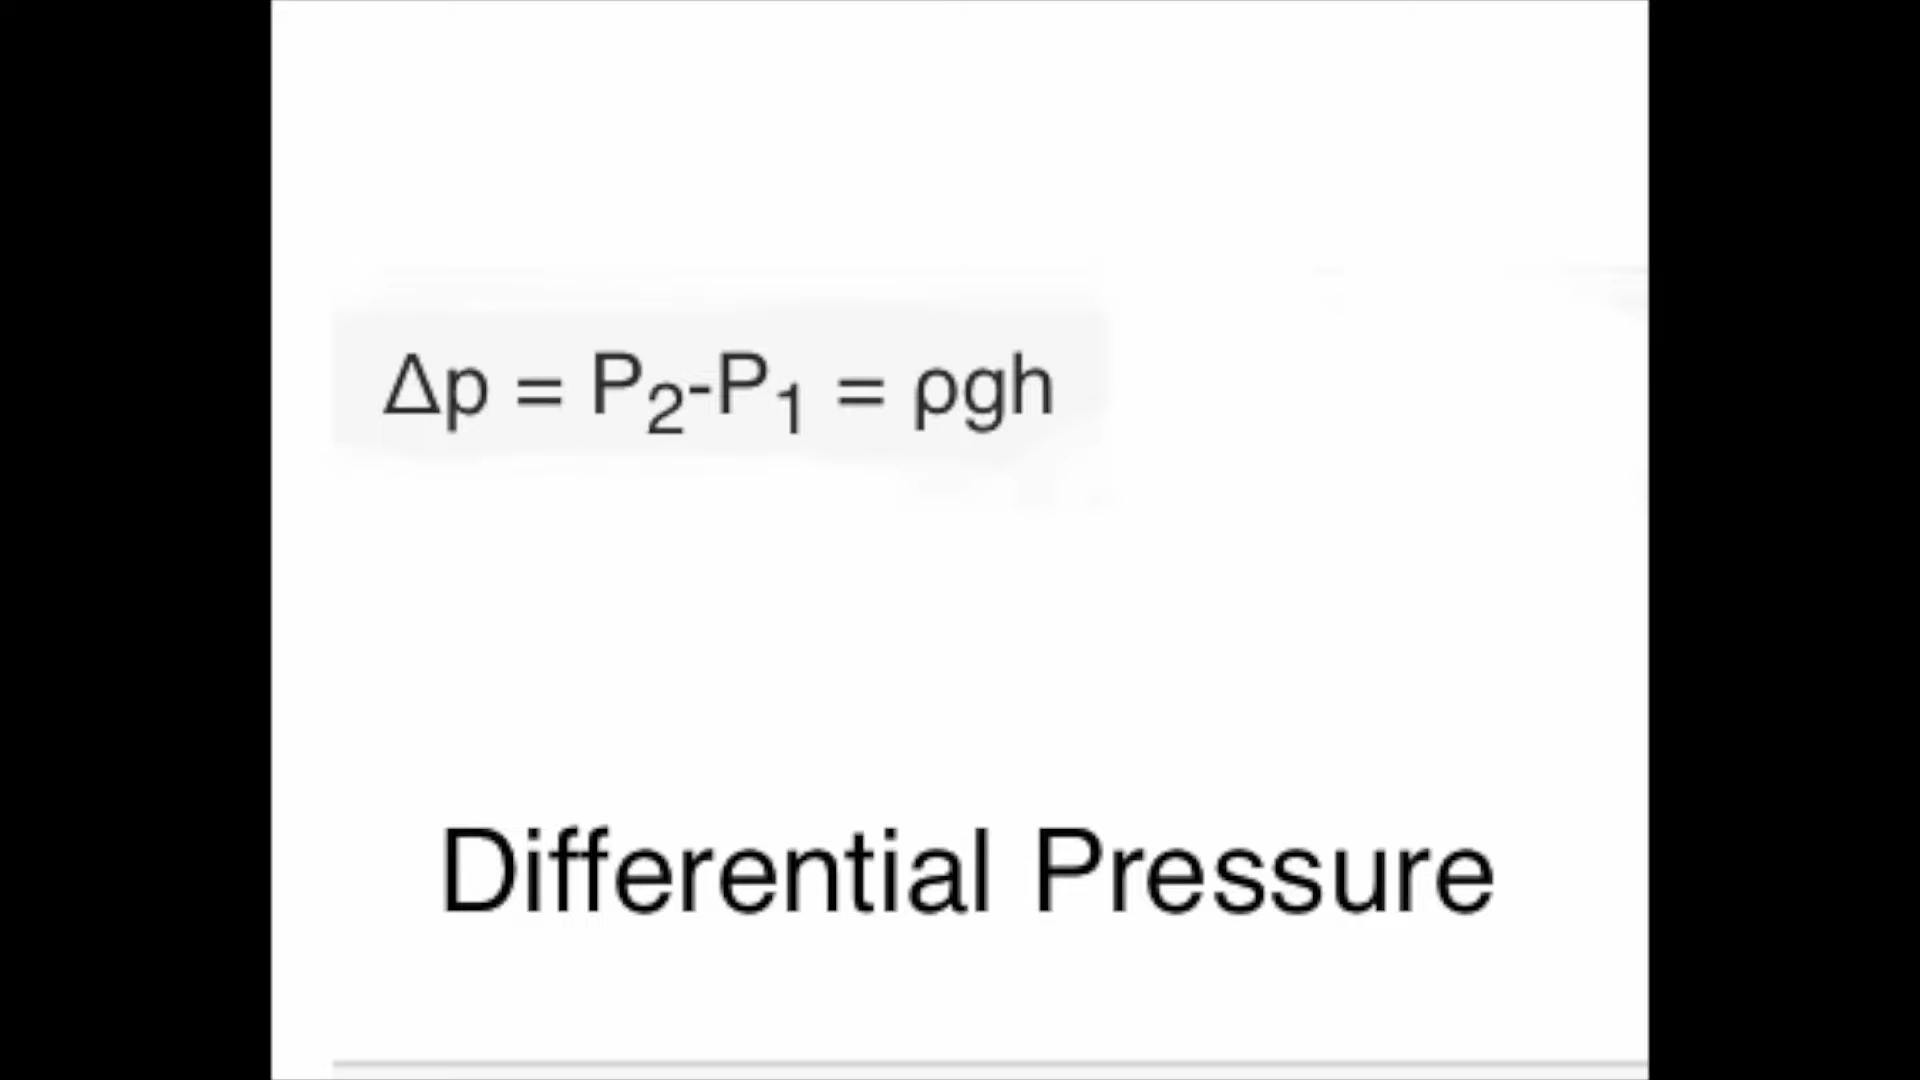 Δp = P₂-P₁ = ρgh
Differential Pressure